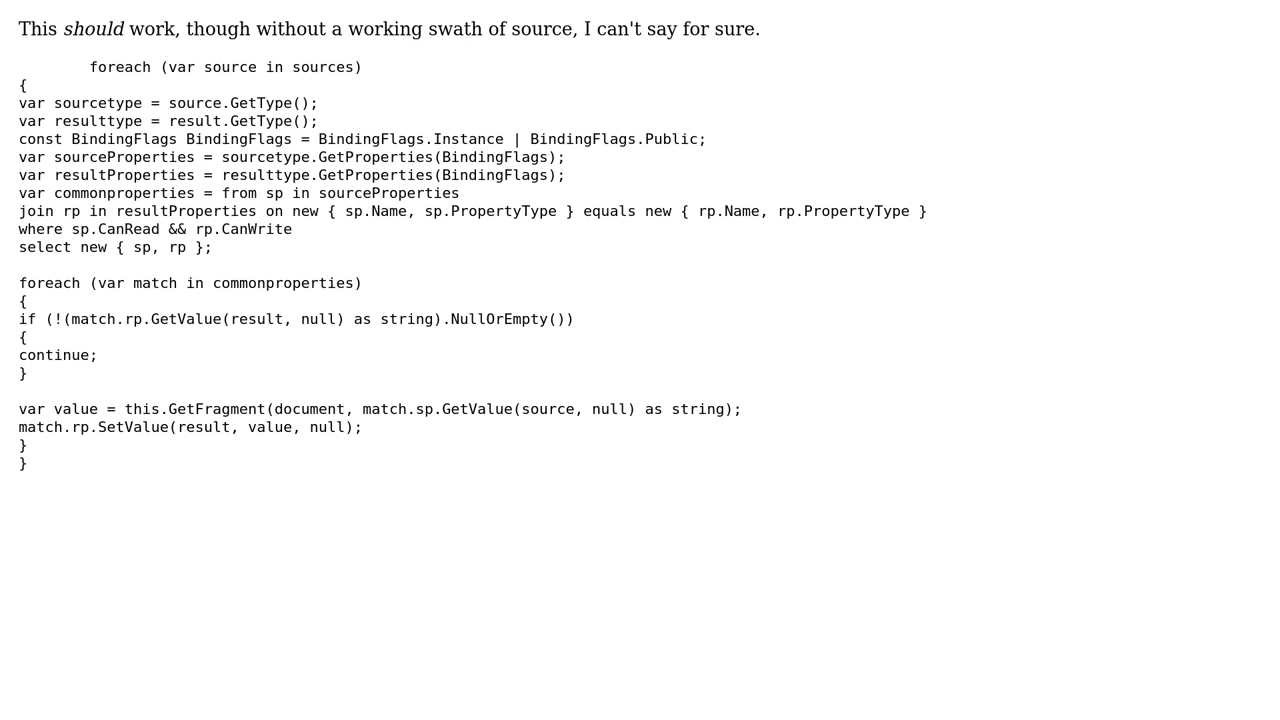 This should work, though without a working swath of source, I can't say for sure.
foreach (var source in sources)
{
var sourcetype = source.GetType();
var resulttype = result.GetType();
const BindingFlags BindingFlags = BindingFlags.Instance | BindingFlags.Public;
var sourceProperties = sourcetype.GetProperties(BindingFlags);
var resultProperties = resulttype.GetProperties(BindingFlags);
var commonproperties = from sp in sourceProperties
join rp in resultProperties on new { sp.Name, sp.PropertyType } equals new { rp.Name, rp.PropertyType }
where sp.CanRead && rp.CanWrite
select new { sp, rp };

foreach (var match in commonproperties)
{
if (!(match.rp.GetValue(result, null) as string).NullOrEmpty())
{
continue;
}

var value = this.GetFragment(document, match.sp.GetValue(source, null) as string);
match.rp.SetValue(result, value, null);
}
}